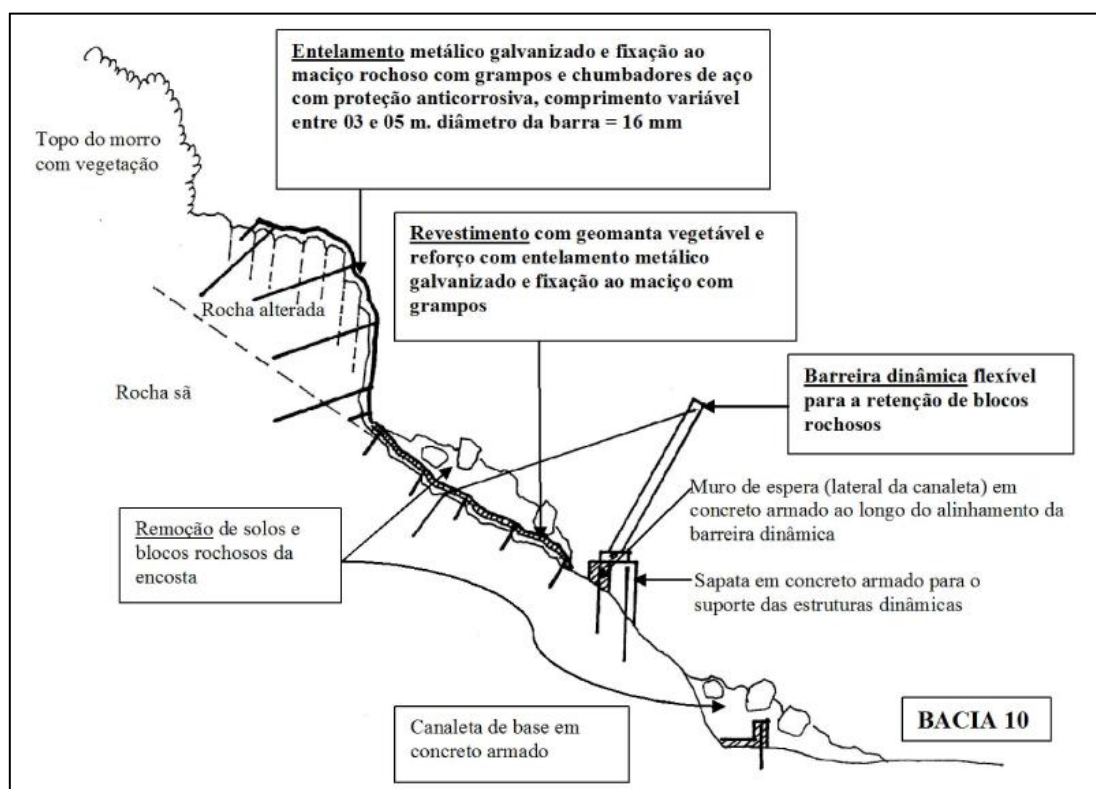 Entelamento metálico galvanizado e fixação ao
maciço rochoso com grampos e chumbadores de aço
com proteção anticorrosiva, comprimento variável
entre 03 e 05 m. diâmetro da barra = 16 mm
Topo do morro
com vegetação
Revestimento com geomanta vegetável e
reforço com entelamento metálico
galvanizado e fixação ao maciço com
grampos
Rocha alterada
Rocha sã
Barreira dinâmica flexível
para a retenção de blocos
rochosos
Muro de espera (lateral da canaleta) em
concreto armado ao longo do alinhamento da
barreira dinâmica
Remoção de solos e
blocos rochosos da
encosta
Sapata em concreto armado para o
suporte das estruturas dinâmicas
Canaleta de base em
concreto armado
BACIA 10